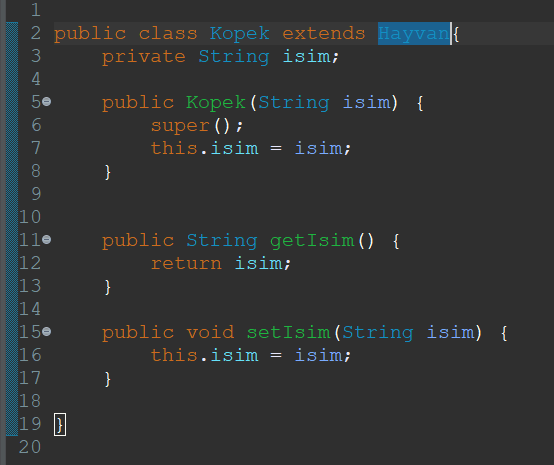 1
2 public class Kopek extends Hayvan{
3     private String isim;
4
5     public Kopek(String isim) {
6         super();
7         this.isim = isim;
8     }
9
10
11     public String getIsim() {
12         return isim;
13     }
14
15     public void setIsim(String isim) {
16         this.isim = isim;
17     }
18
19 }
20